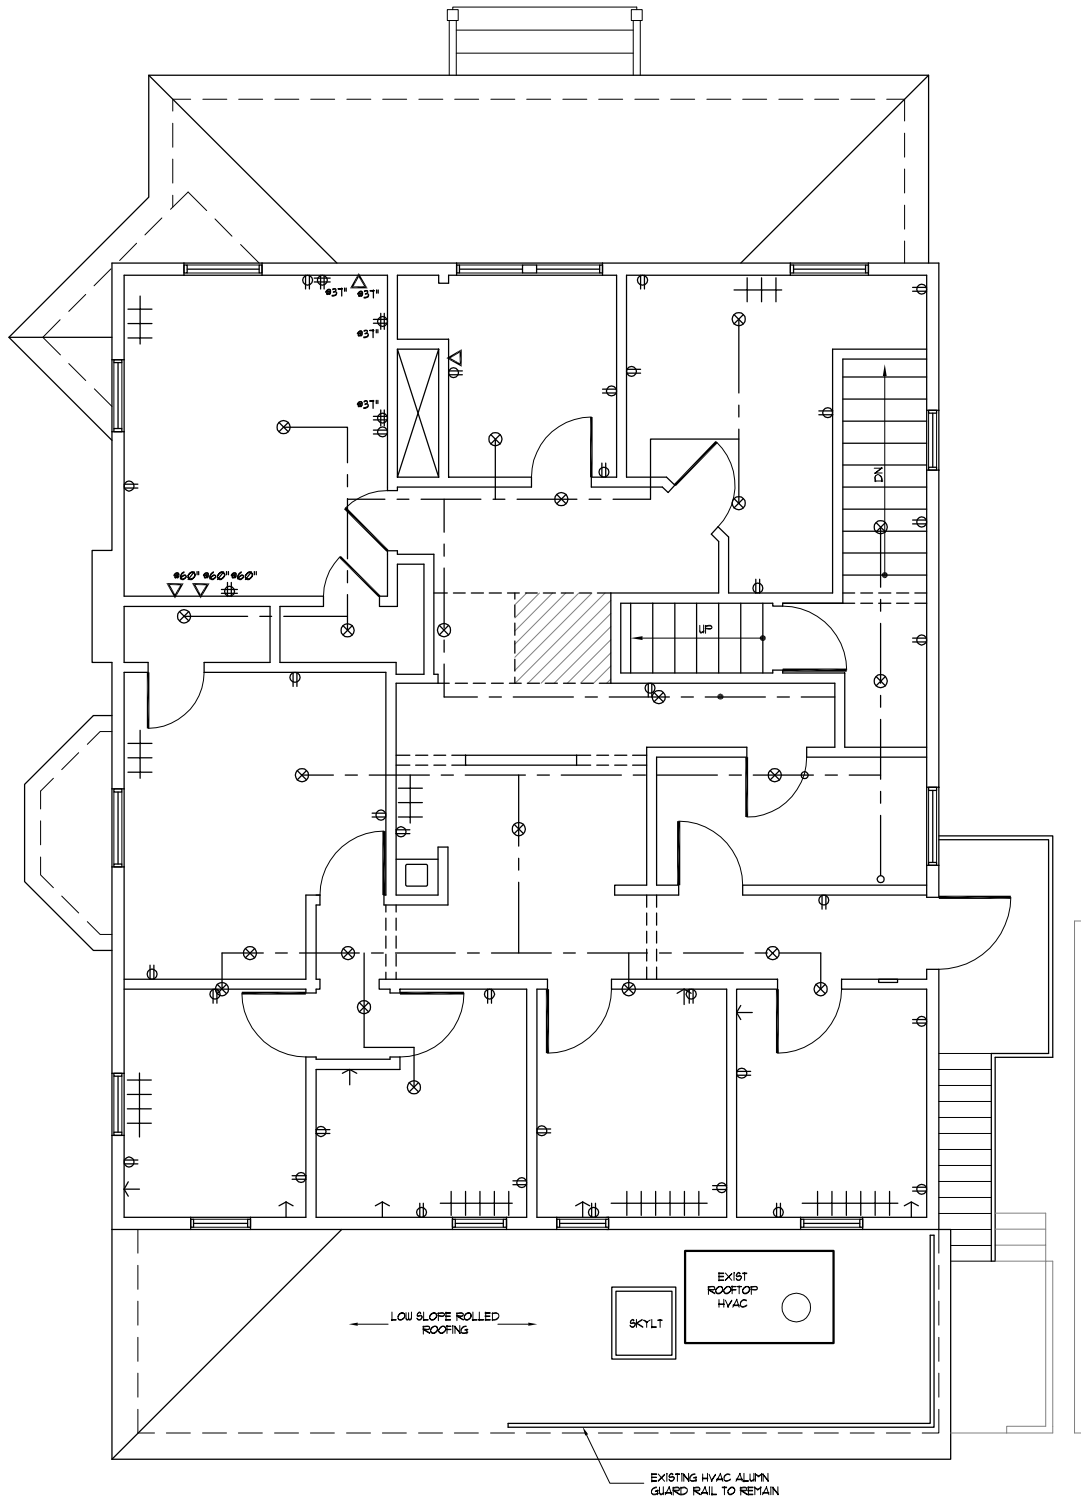 @37"
@37"
@37"
@37"
DN
@60" @60" @60"
UP
EXIST
ROOFTOP
HVAC
SKYLT
LOW SLOPE ROLLED
ROOFING
EXISTING HVAC ALUMN
GUARD RAIL TO REMAIN